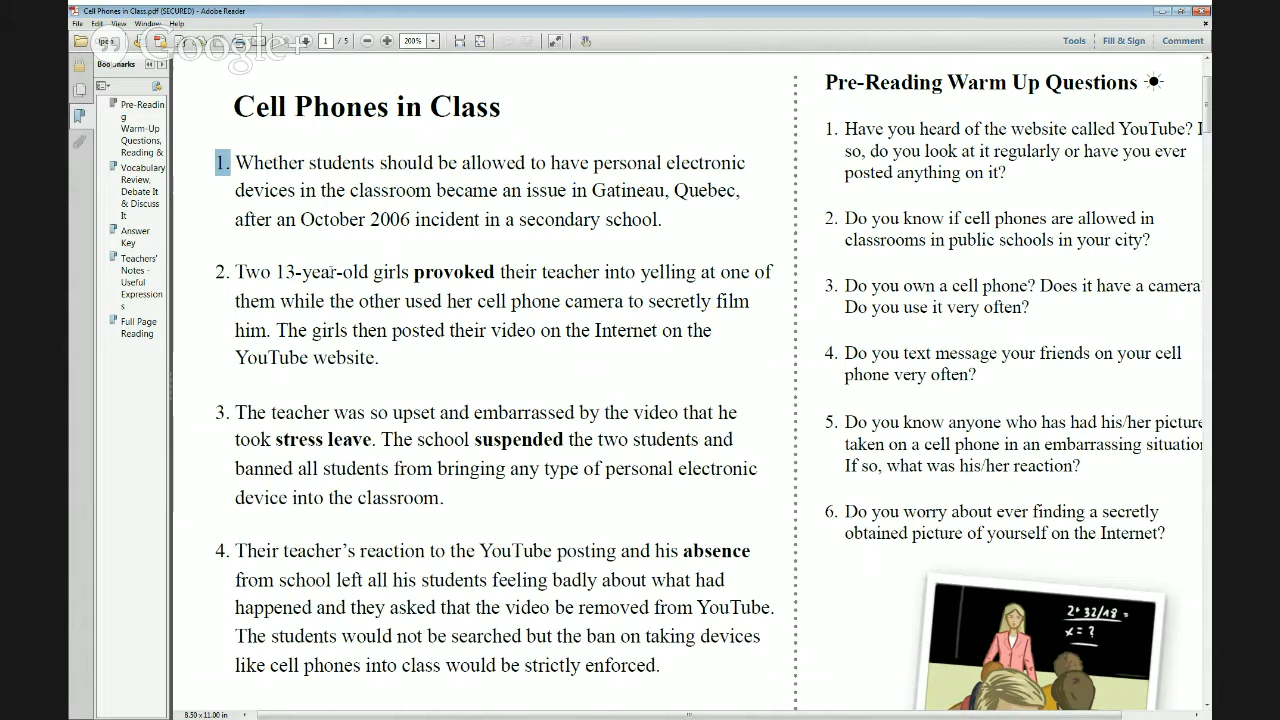 Cell Phones in Class.pdf (SECURED) - Adobe Reader
File Edit View Window Help
Google+
1 / 5
200%
Tools
Fill & Sign
Comment
Bookmarks
Pre-Readin
g
Warm-Up
Questions,
Reading &
Vocabulary
Review,
Debate It
& Discuss
It
Answer
Key
Teachers'
Notes -
Useful
Expression
s
Full Page
Reading
Cell Phones in Class
1. Whether students should be allowed to have personal electronic
devices in the classroom became an issue in Gatineau, Quebec,
after an October 2006 incident in a secondary school.
2. Two 13-year-old girls provoked their teacher into yelling at one of
them while the other used her cell phone camera to secretly film
him. The girls then posted their video on the Internet on the
YouTube website.
3. The teacher was so upset and embarrassed by the video that he
took stress leave. The school suspended the two students and
banned all students from bringing any type of personal electronic
device into the classroom.
4. Their teacher's reaction to the YouTube posting and his absence
from school left all his students feeling badly about what had
happened and they asked that the video be removed from YouTube.
The students would not be searched but the ban on taking devices
like cell phones into class would be strictly enforced.
Pre-Reading Warm Up Questions
1. Have you heard of the website called YouTube? I
so, do you look at it regularly or have you ever
posted anything on it?
2. Do you know if cell phones are allowed in
classrooms in public schools in your city?
3. Do you own a cell phone? Does it have a camera
Do you use it very often?
4. Do you text message your friends on your cell
phone very often?
5. Do you know anyone who has had his/her picture
taken on a cell phone in an embarrassing situation
If so, what was his/her reaction?
6. Do you worry about ever finding a secretly
obtained picture of yourself on the Internet?
2+32/18=
x=?
8.50 x 11.00 in